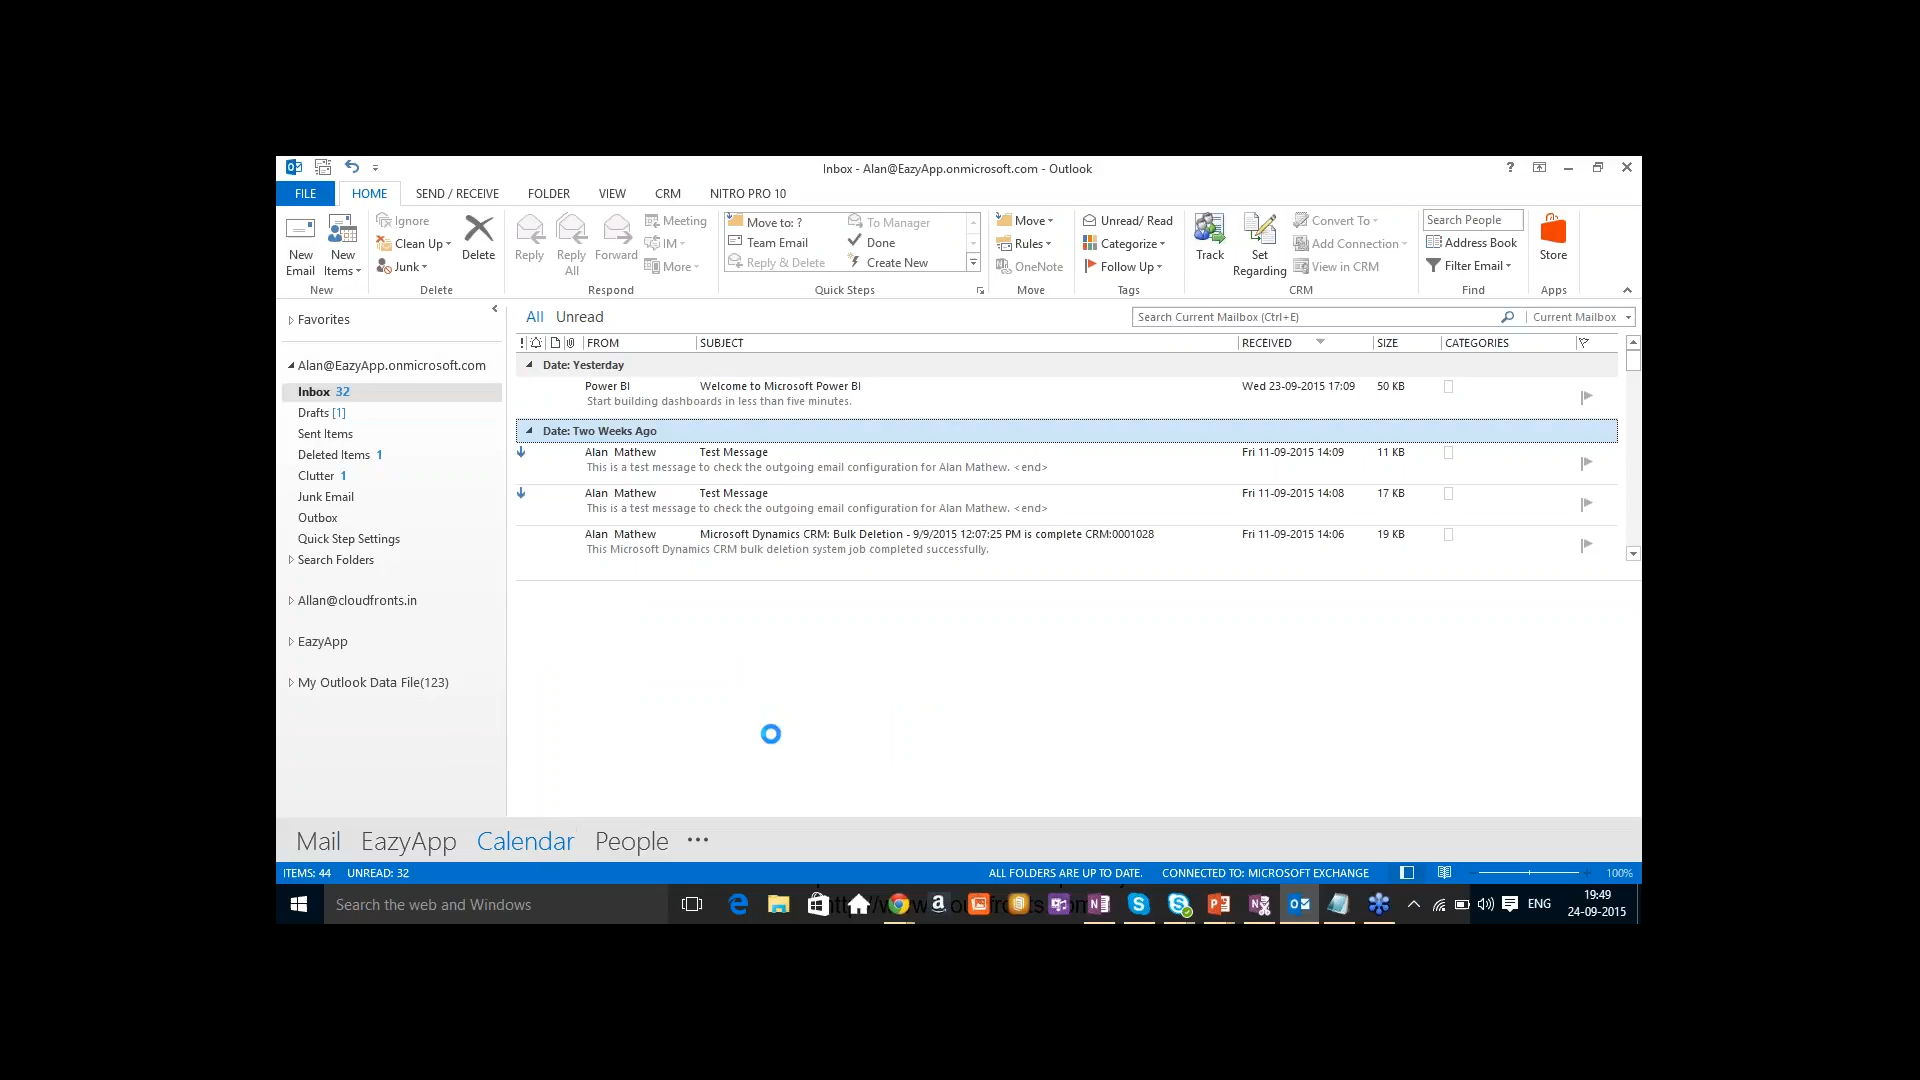 Inbox - Alan@EazyApp.onmicrosoft.com - Outlook
?
FILE HOME SEND / RECEIVE FOLDER VIEW CRM NITRO PRO 10
New Email
New Items
New
Ignore
Clean Up
Junk
Delete
Delete
Reply
Reply All
Forward
Meeting
IM
More
Respond
Move to: ?
Team Email
Reply & Delete
To Manager
Done
Create New
Quick Steps
Move
Rules
OneNote
Move
Unread/ Read
Categorize
Follow Up
Tags
Track
Set Regarding
Convert To
Add Connection
View in CRM
CRM
Search People
Address Book
Filter Email
Find
Store
Apps
Favorites
Alan@EazyApp.onmicrosoft.com
Inbox 32
Drafts [1]
Sent Items
Deleted Items 1
Clutter 1
Junk Email
Outbox
Quick Step Settings
Search Folders
Allan@cloudfronts.in
EazyApp
My Outlook Data File(123)
All Unread
Search Current Mailbox (Ctrl+E) Current Mailbox
! FROM SUBJECT RECEIVED SIZE CATEGORIES
Date: Yesterday
Power BI Welcome to Microsoft Power BI Wed 23-09-2015 17:09 50 KB
Start building dashboards in less than five minutes.
Date: Two Weeks Ago
Alan Mathew Test Message Fri 11-09-2015 14:09 11 KB
This is a test message to check the outgoing email configuration for Alan Mathew. <end>
Alan Mathew Test Message Fri 11-09-2015 14:08 17 KB
This is a test message to check the outgoing email configuration for Alan Mathew. <end>
Alan Mathew Microsoft Dynamics CRM: Bulk Deletion - 9/9/2015 12:07:25 PM is complete CRM:0001028 Fri 11-09-2015 14:06 19 KB
This Microsoft Dynamics CRM bulk deletion system job completed successfully.
Mail EazyApp Calendar People ···
ITEMS: 44 UNREAD: 32 ALL FOLDERS ARE UP TO DATE. CONNECTED TO: MICROSOFT EXCHANGE 100%
Search the web and Windows
ENG
19:49
24-09-2015